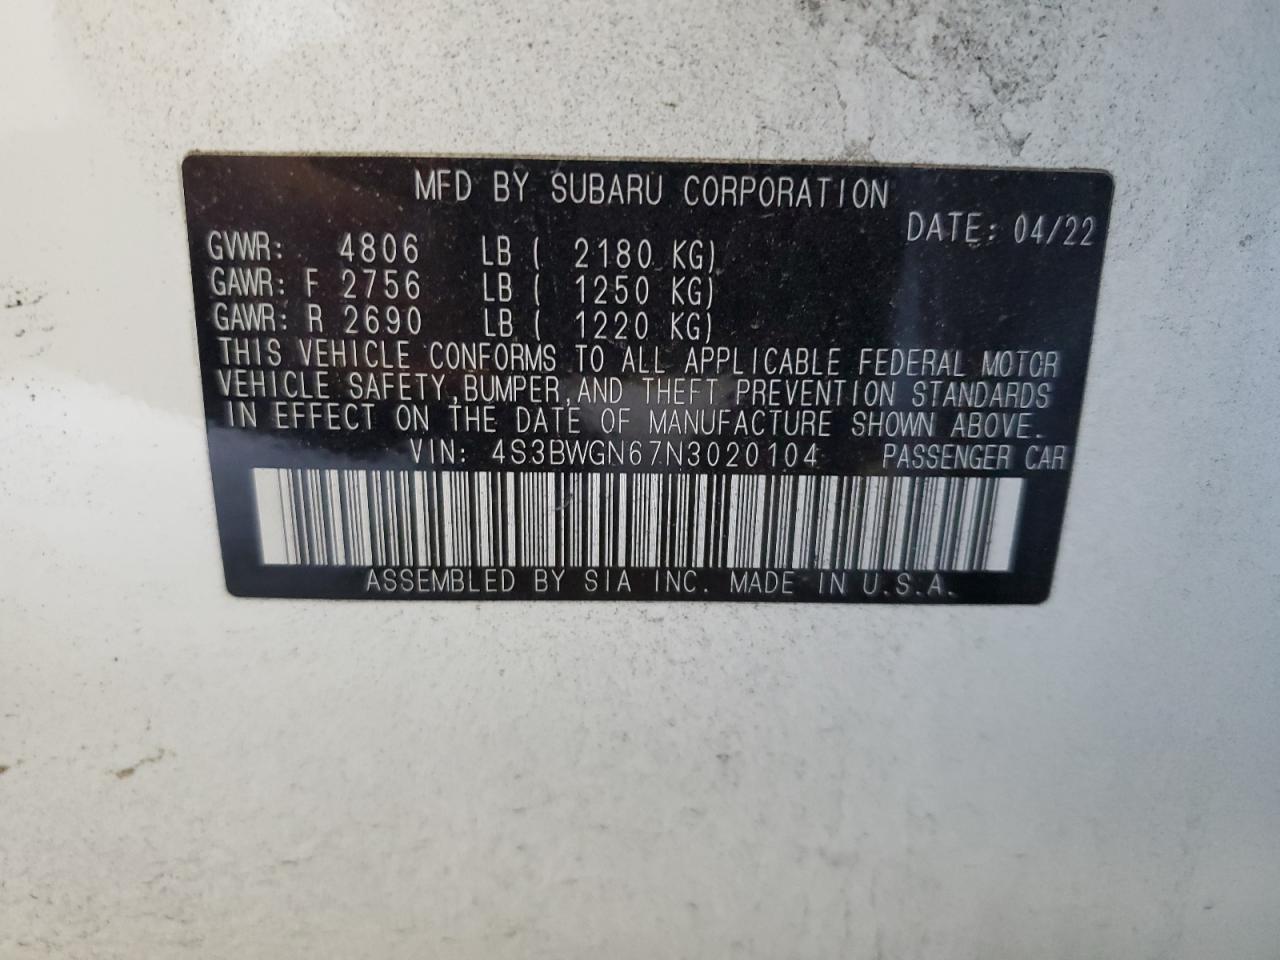 MFD BY SUBARU CORPORATION
DATE: 04/22
GVWR: 4806 LB ( 2180 KG)
GAWR: F 2756 LB ( 1250 KG)
GAWR: R 2690 LB ( 1220 KG)
THIS VEHICLE CONFORMS TO ALL APPLICABLE FEDERAL MOTOR
VEHICLE SAFETY, BUMPER, AND THEFT PREVENTION STANDARDS
IN EFFECT ON THE DATE OF MANUFACTURE SHOWN ABOVE.
VIN: 4S3BWGN67N3020104 PASSENGER CAR
ASSEMBLED BY SIA INC. MADE IN U.S.A.